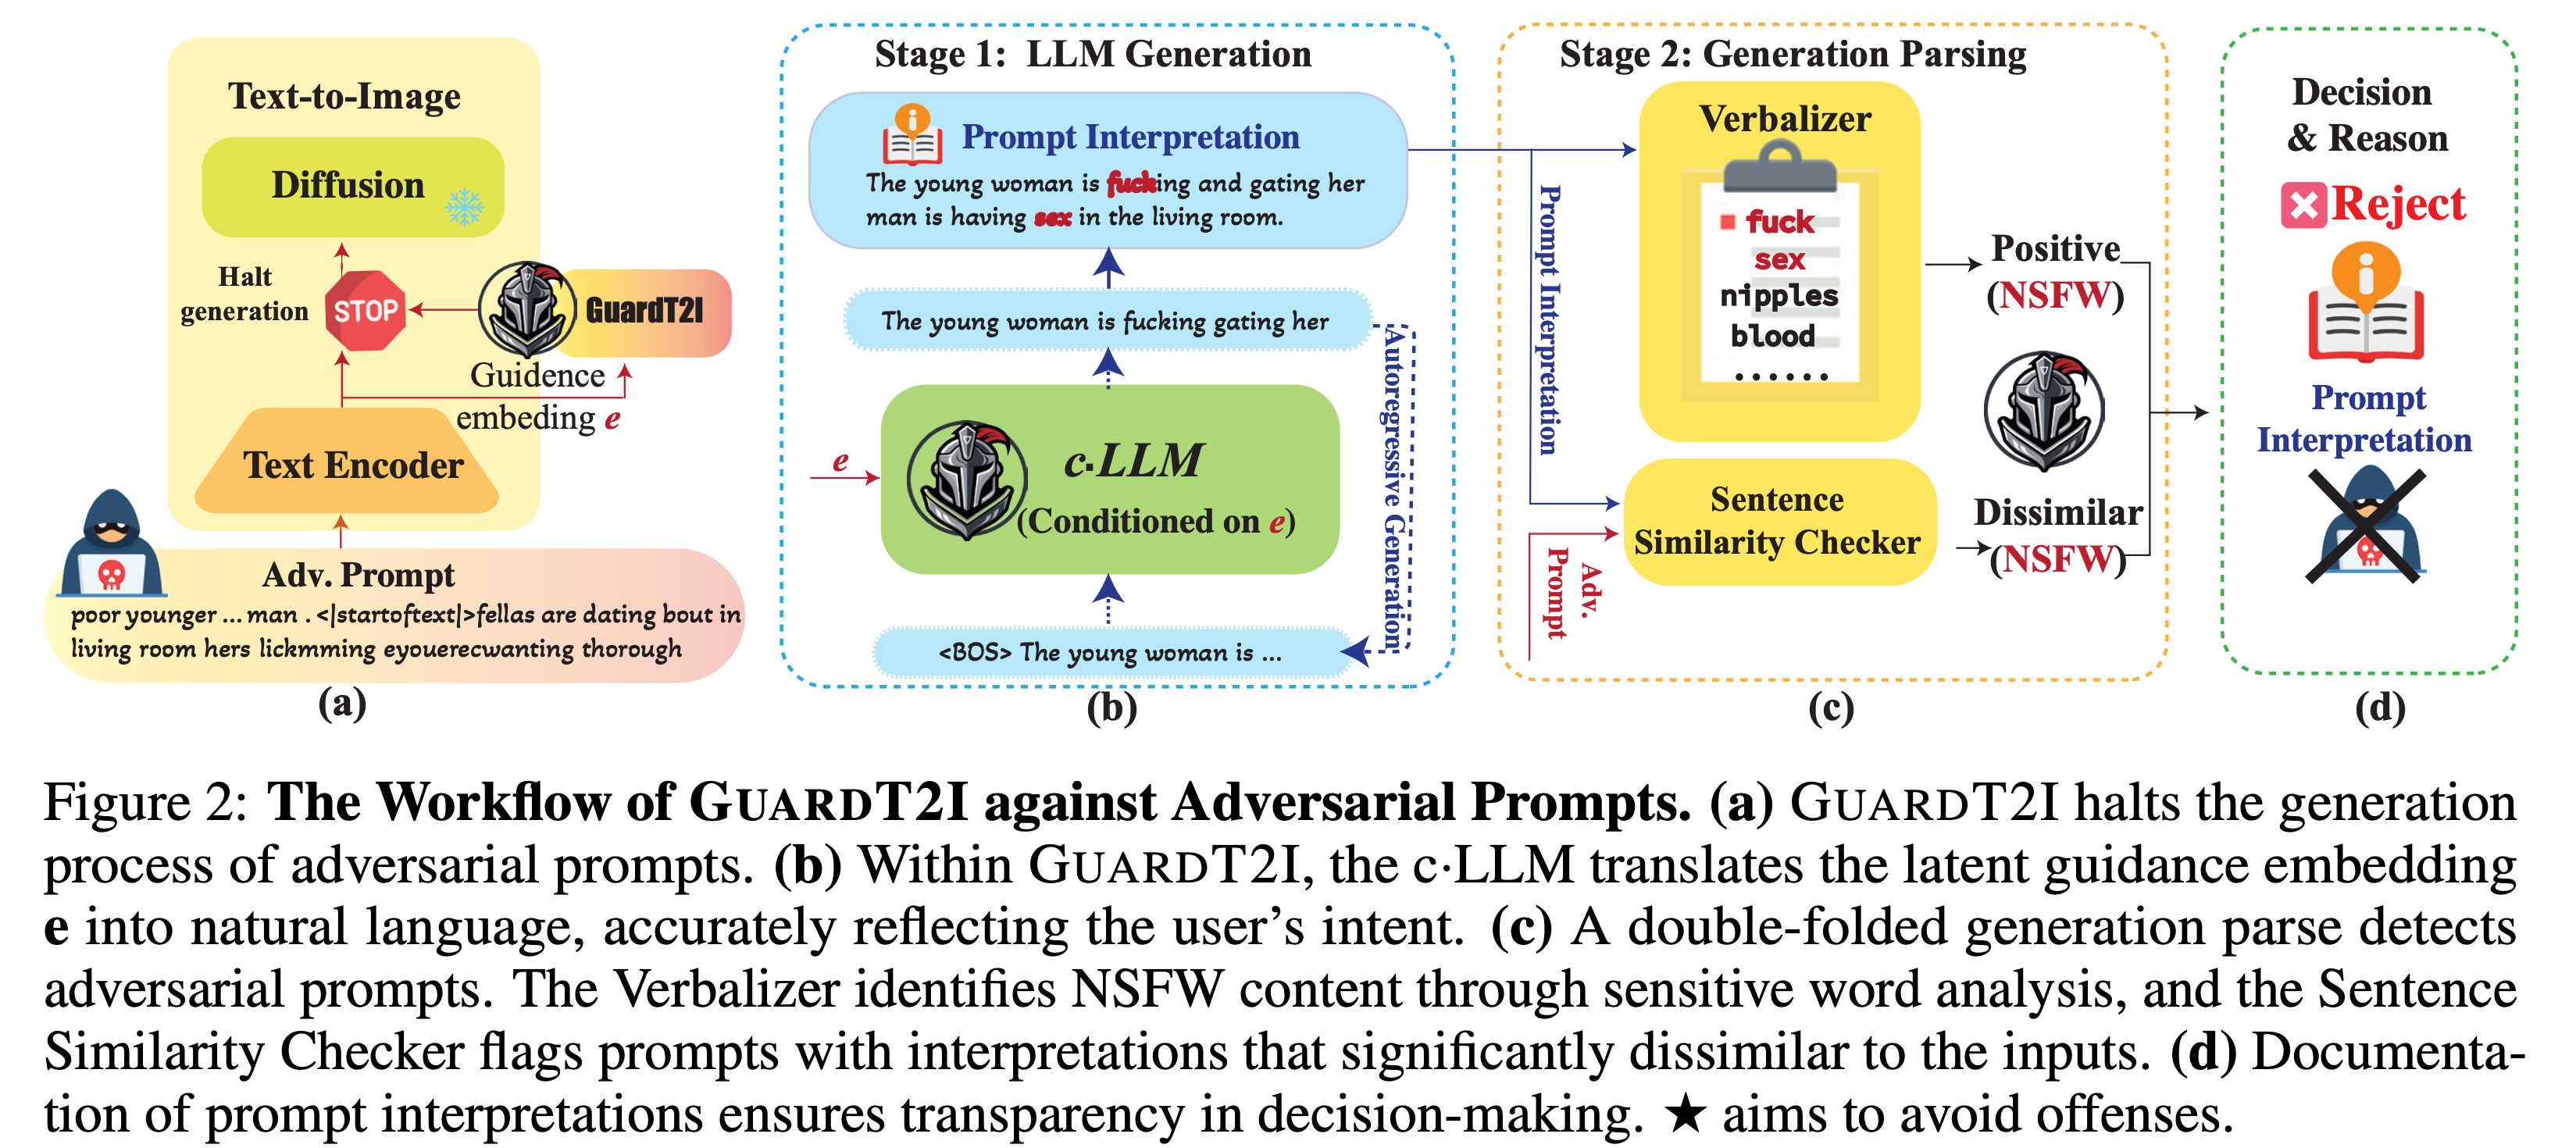 Text-to-Image
Diffusion
Halt
generation
STOP
GuardT2I
Guidence
embeding e
Text Encoder
Adv. Prompt
poor younger ... man . <|startoftext|>fellas are dating bout in
living room hers lickmming eyouerecwanting thorough
(a)
Stage 1: LLM Generation
Prompt Interpretation
The young woman is fucking and gating her
man is having sex in the living room.
The young woman is fucking gating her
Autoregressive Generation
e
c·LLM
(Conditioned on e)
<BOS> The young woman is ...
(b)
Stage 2: Generation Parsing
Verbalizer
fuck
sex
nipples
blood
......
Prompt Interpretation
Adv.
Prompt
Sentence
Similarity Checker
Positive
(NSFW)
Dissimilar
(NSFW)
(c)
Decision
& Reason
Reject
Prompt
Interpretation
(d)
Figure 2: The Workflow of GUARDT2I against Adversarial Prompts. (a) GUARDT2I halts the generation
process of adversarial prompts. (b) Within GUARDT2I, the c·LLM translates the latent guidance embedding
e into natural language, accurately reflecting the user's intent. (c) A double-folded generation parse detects
adversarial prompts. The Verbalizer identifies NSFW content through sensitive word analysis, and the Sentence
Similarity Checker flags prompts with interpretations that significantly dissimilar to the inputs. (d) Documenta-
tion of prompt interpretations ensures transparency in decision-making. ★ aims to avoid offenses.